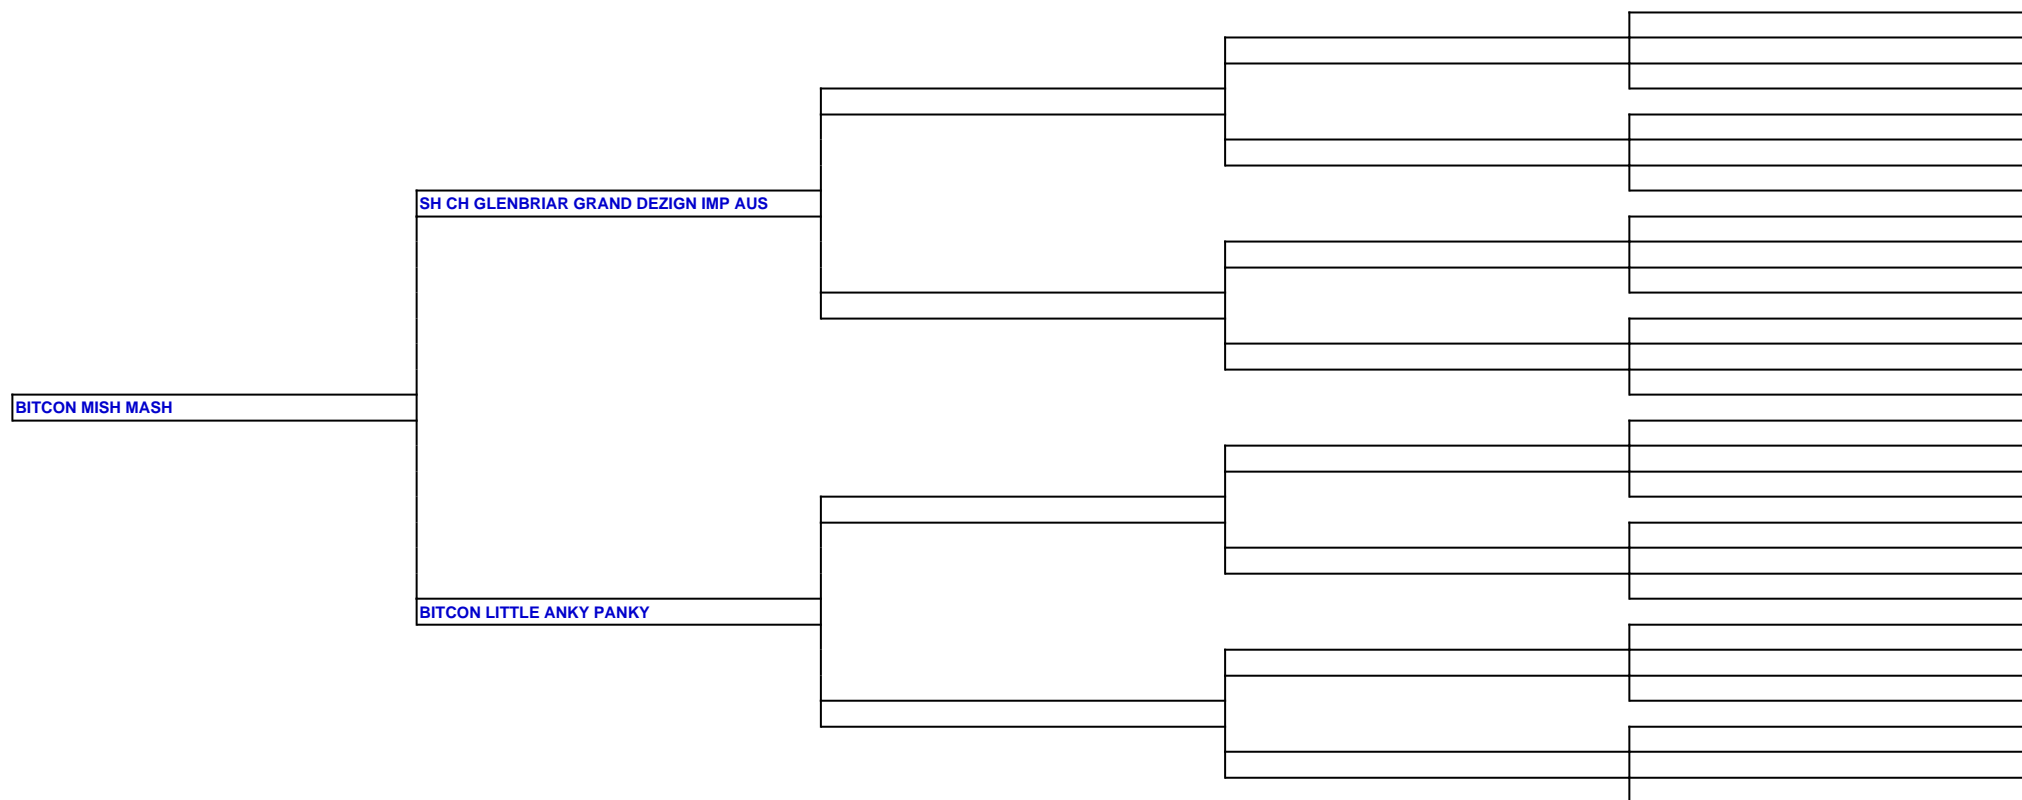 SH CH GLENBRIAR GRAND DEZIGN IMP AUS
BITCON MISH MASH
BITCON LITTLE ANKY PANKY